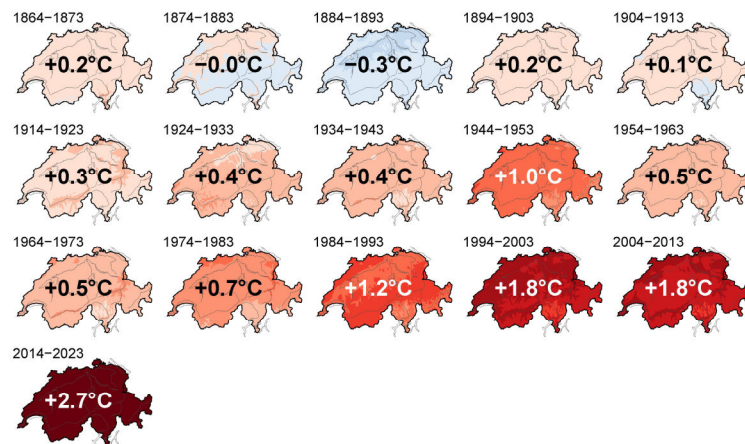 1864−1873 1874−1883 1884−1893 1894−1903 1904−1913
+0.2°C −0.0°C −0.3°C +0.2°C +0.1°C
1914−1923 1924−1933 1934−1943 1944−1953 1954−1963
+0.3°C +0.4°C +0.4°C +1.0°C +0.5°C
1964−1973 1974−1983 1984−1993 1994−2003 2004−2013
+0.5°C +0.7°C +1.2°C +1.8°C +1.8°C
2014−2023
+2.7°C